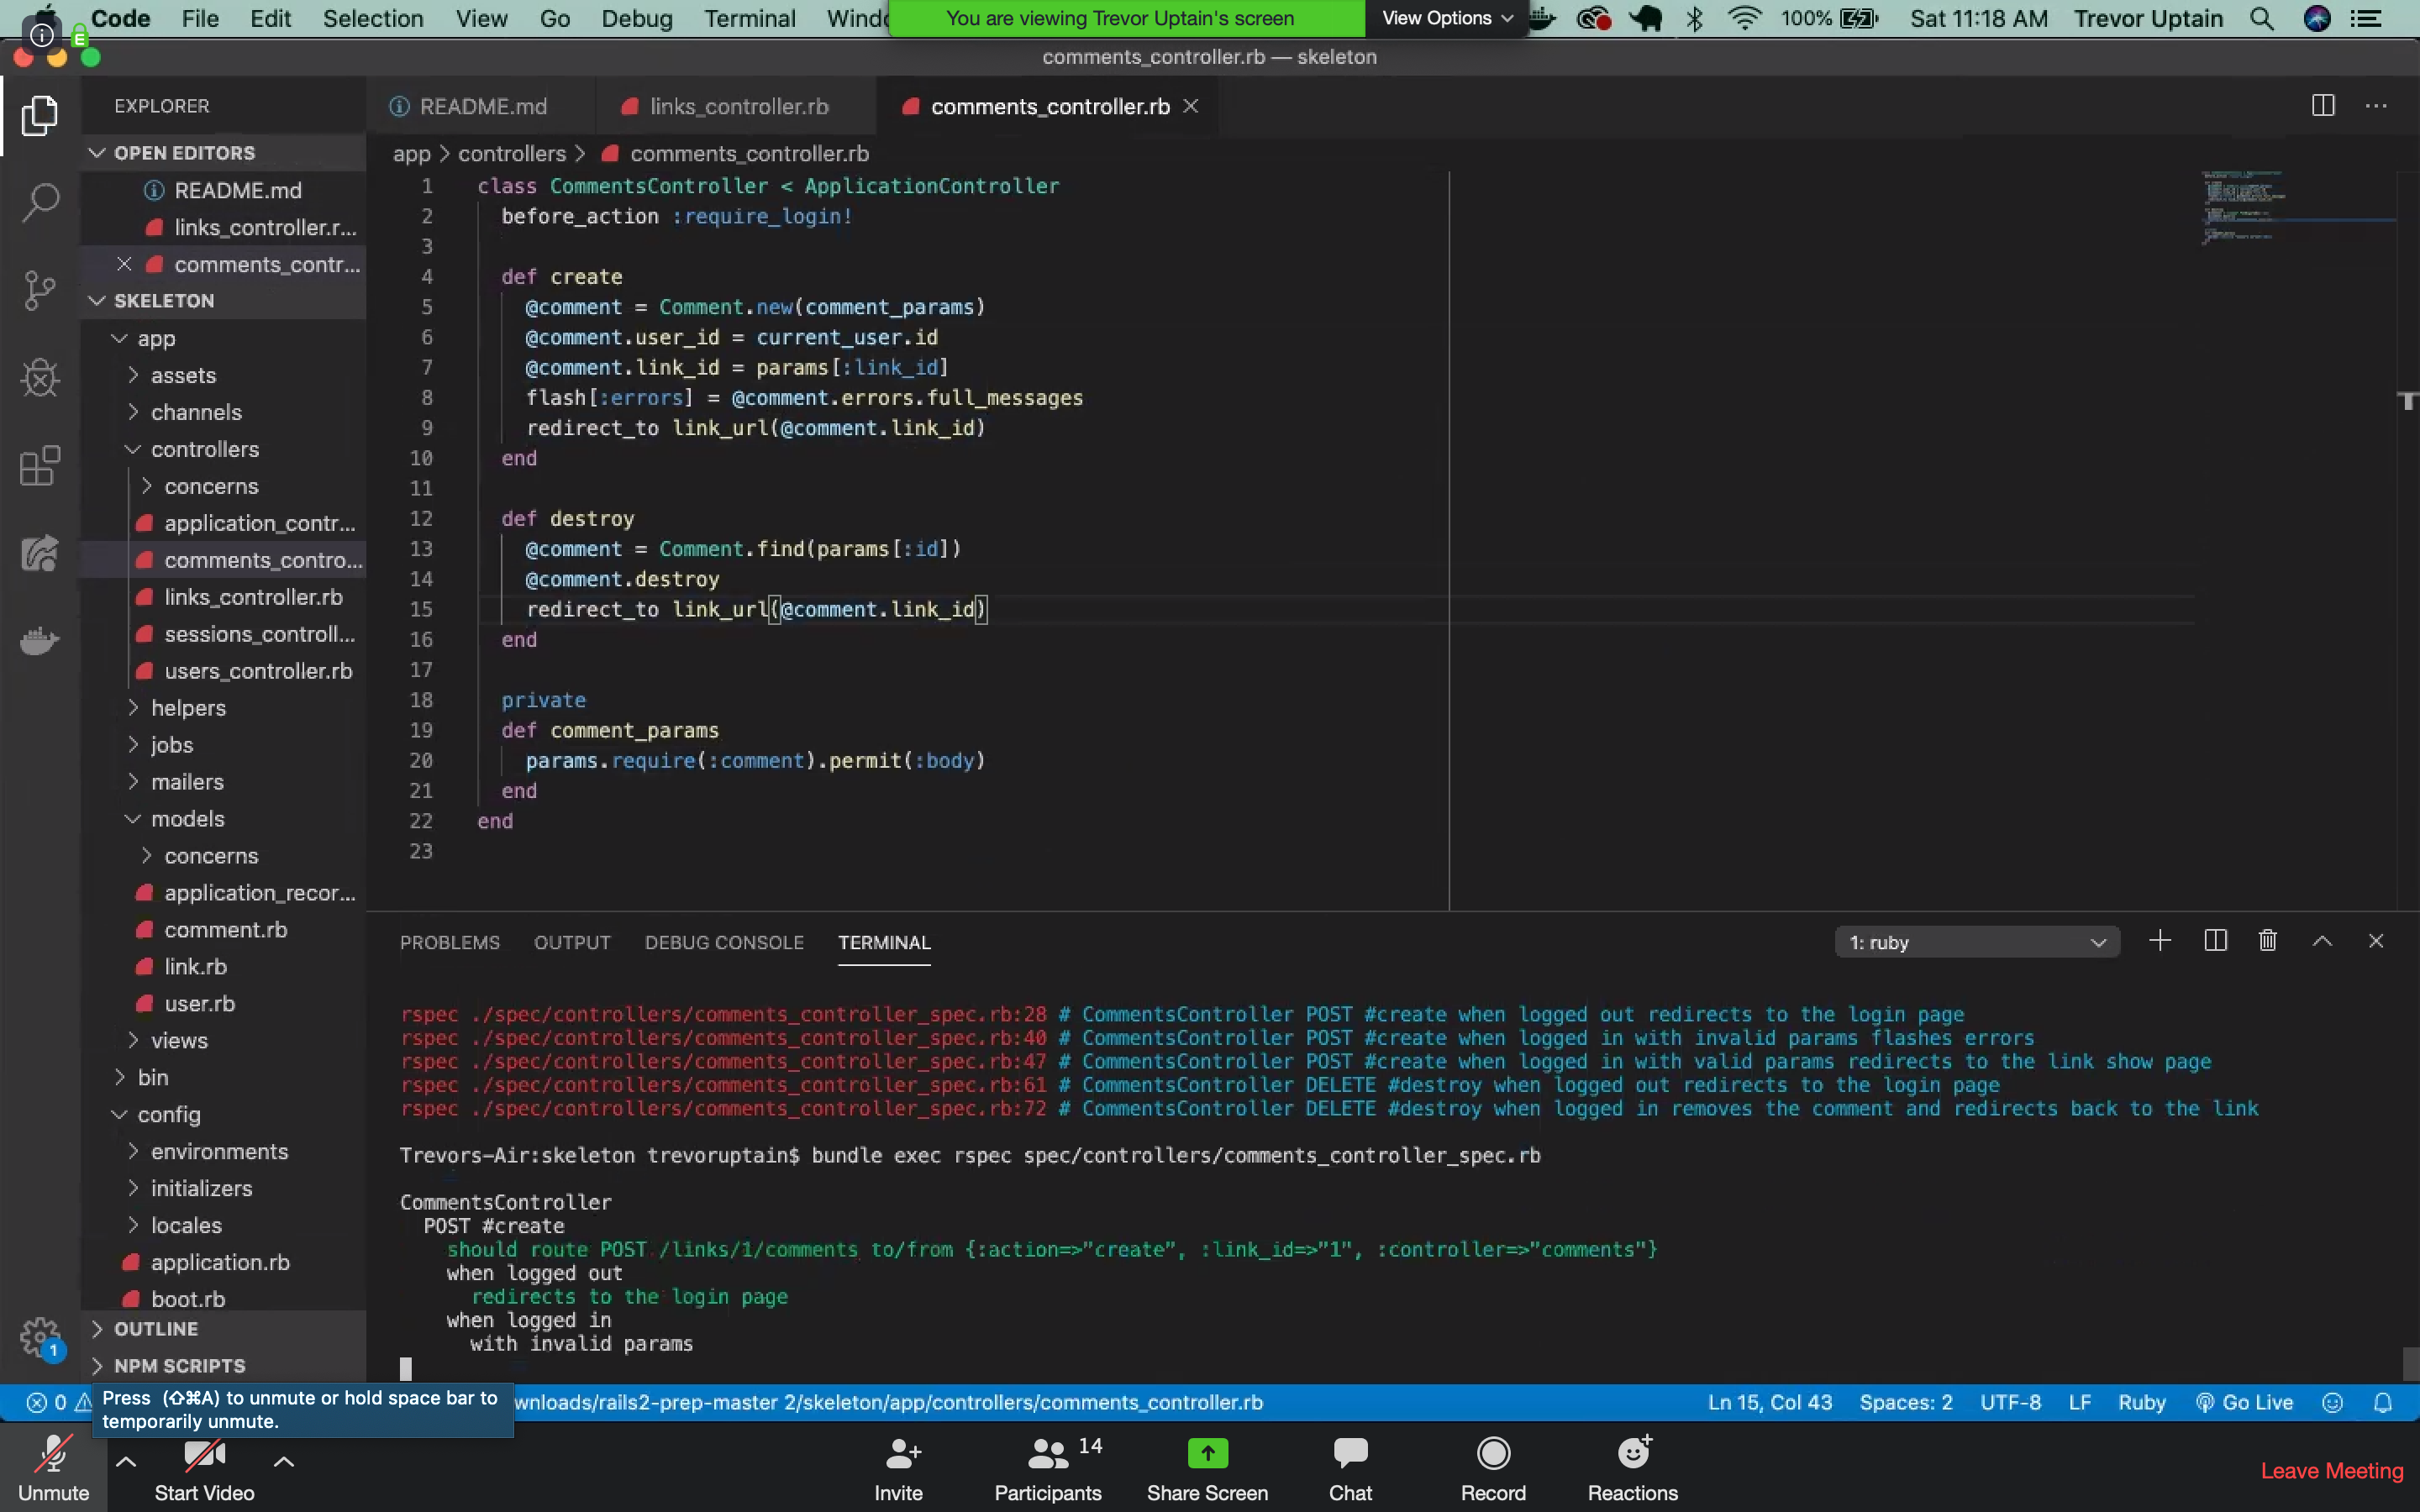 Code File Edit Selection View Go Debug Terminal You are viewing Trevor Uptain's screen View Options 100% Sat 11:18 AM Trevor Uptain
comments_controller.rb — skeleton
EXPLORER
OPEN EDITORS
README.md
links_controller.r...
comments_contr...
SKELETON
app
assets
channels
controllers
concerns
application_contr...
comments_contro...
links_controller.rb
sessions_controll...
users_controller.rb
helpers
jobs
mailers
models
concerns
application_recor...
comment.rb
link.rb
user.rb
views
bin
config
environments
initializers
locales
application.rb
boot.rb
OUTLINE
NPM SCRIPTS
README.md links_controller.rb comments_controller.rb
app > controllers > comments_controller.rb
1 class CommentsController < ApplicationController
2 before_action :require_login!
3
4 def create
5 @comment = Comment.new(comment_params)
6 @comment.user_id = current_user.id
7 @comment.link_id = params[:link_id]
8 flash[:errors] = @comment.errors.full_messages
9 redirect_to link_url(@comment.link_id)
10 end
11
12 def destroy
13 @comment = Comment.find(params[:id])
14 @comment.destroy
15 redirect_to link_url(@comment.link_id)
16 end
17
18 private
19 def comment_params
20 params.require(:comment).permit(:body)
21 end
22 end
23
PROBLEMS OUTPUT DEBUG CONSOLE TERMINAL 1: ruby
rspec ./spec/controllers/comments_controller_spec.rb:28 # CommentsController POST #create when logged out redirects to the login page
rspec ./spec/controllers/comments_controller_spec.rb:40 # CommentsController POST #create when logged in with invalid params flashes errors
rspec ./spec/controllers/comments_controller_spec.rb:47 # CommentsController POST #create when logged in with valid params redirects to the link show page
rspec ./spec/controllers/comments_controller_spec.rb:61 # CommentsController DELETE #destroy when logged out redirects to the login page
rspec ./spec/controllers/comments_controller_spec.rb:72 # CommentsController DELETE #destroy when logged in removes the comment and redirects back to the link
Trevors-Air:skeleton trevoruptain$ bundle exec rspec spec/controllers/comments_controller_spec.rb
CommentsController
POST #create
should route POST /links/1/comments to/from {:action=>"create", :link_id=>"1", :controller=>"comments"}
when logged out
redirects to the login page
when logged in
with invalid params
1
0 wnloads/rails2-prep-master 2/skeleton/app/controllers/comments_controller.rb Ln 15, Col 43 Spaces: 2 UTF-8 LF Ruby Go Live
Press (⇧⌘A) to unmute or hold space bar to
temporarily unmute.
14
Unmute Start Video Invite Participants Share Screen Chat Record Reactions Leave Meeting